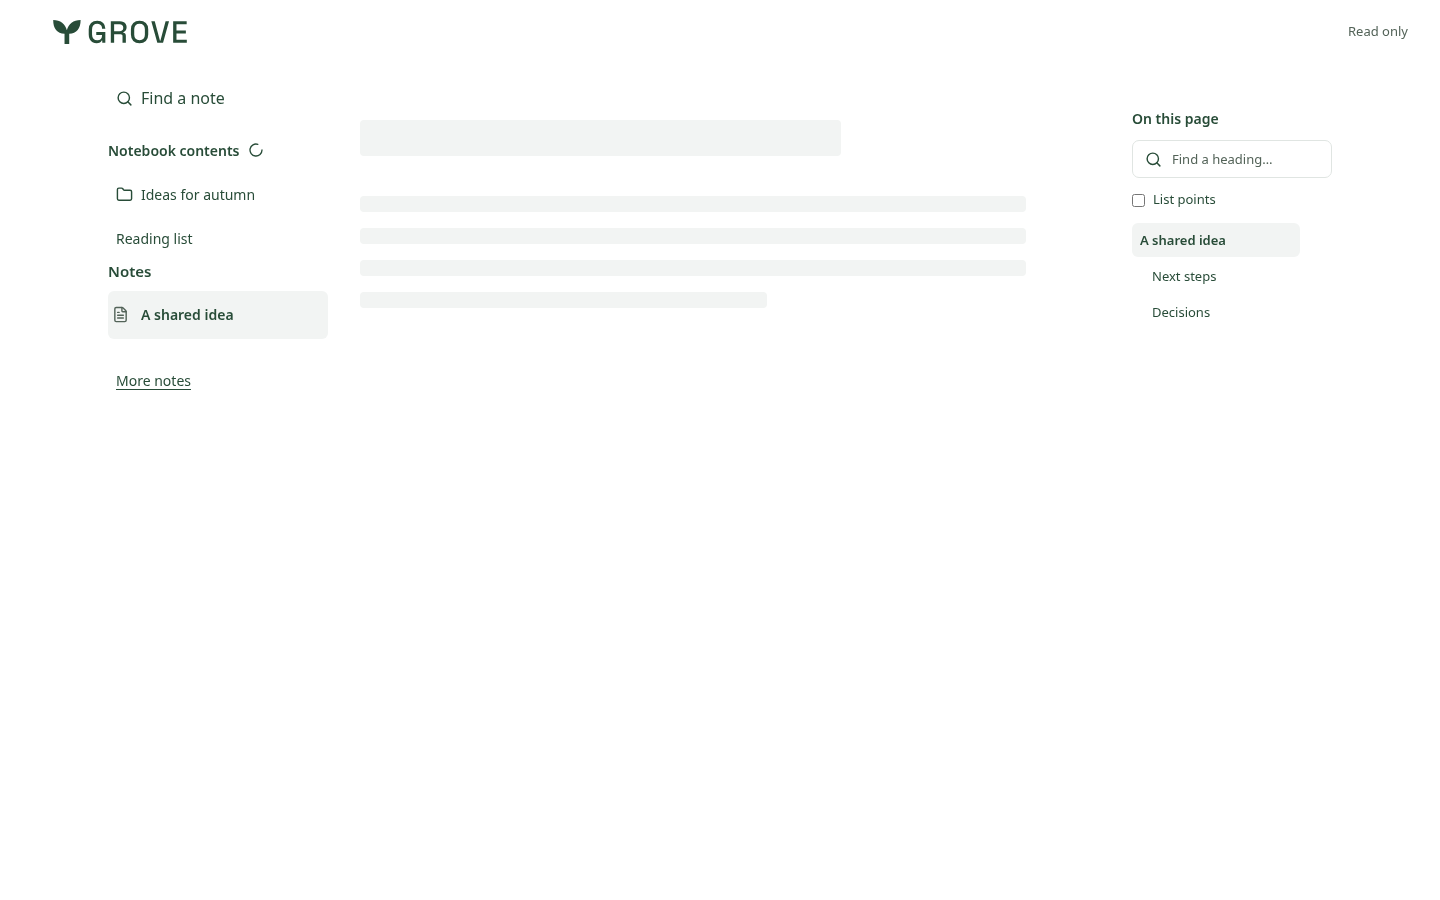 GROVE
Read only
Find a note
Notebook contents
Ideas for autumn
Reading list
Notes
A shared idea
More notes
On this page
Find a heading...
List points
A shared idea
Next steps
Decisions